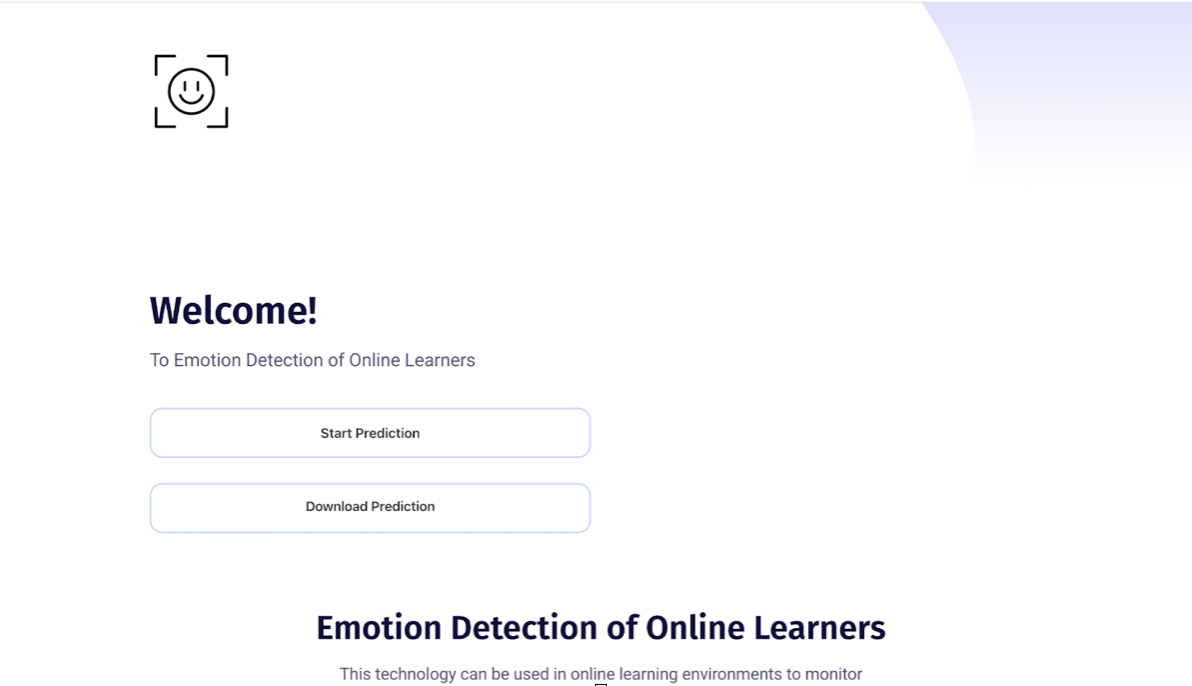 Welcome!
To Emotion Detection of Online Learners
Start Prediction
Download Prediction
Emotion Detection of Online Learners
This technology can be used in online learning environments to monitor